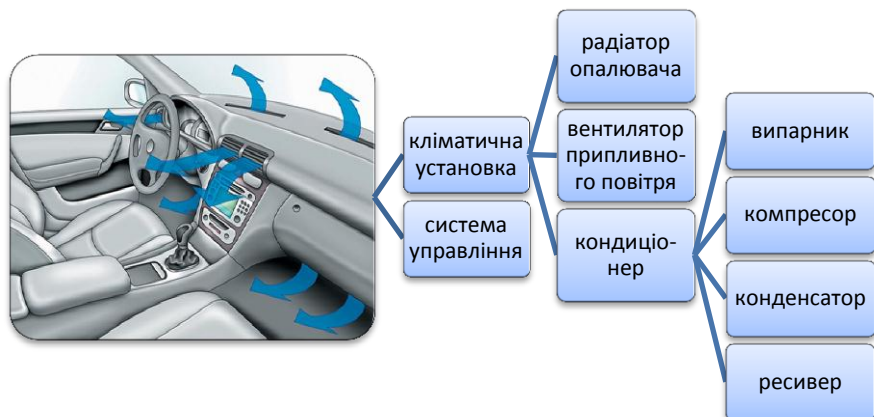 кліматична
установка
система
управління
радіатор
опалювача
вентилятор
припливно-
го повітря
кондиціо-
нер
випарник
компресор
конденсатор
ресивер